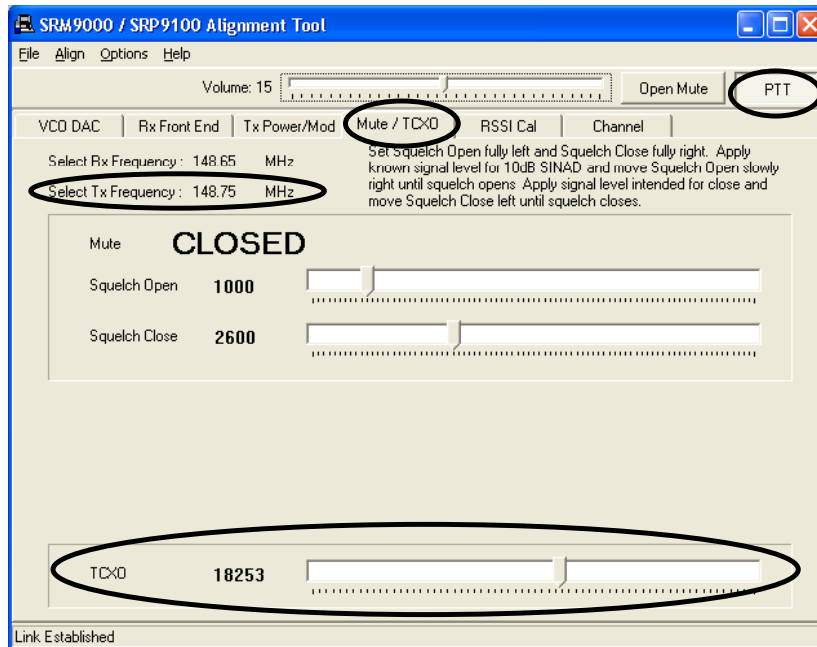 SRM9000 / SRP9100 Alignment Tool
File Align Options Help
Volume: 15 Open Mute PTT
VCO DAC Rx Front End Tx Power/Mod Mute / TCXO RSSI Cal Channel
Select Rx Frequency : 148.65 MHz
Select Tx Frequency : 148.75 MHz
Set Squelch Open fully left and Squelch Close fully right. Apply
known signal level for 10dB SINAD and move Squelch Open slowly
right until squelch opens Apply signal level intended for close and
move Squelch Close left until squelch closes.
Mute CLOSED
Squelch Open 1000
Squelch Close 2600
TCXO 18253
Link Established